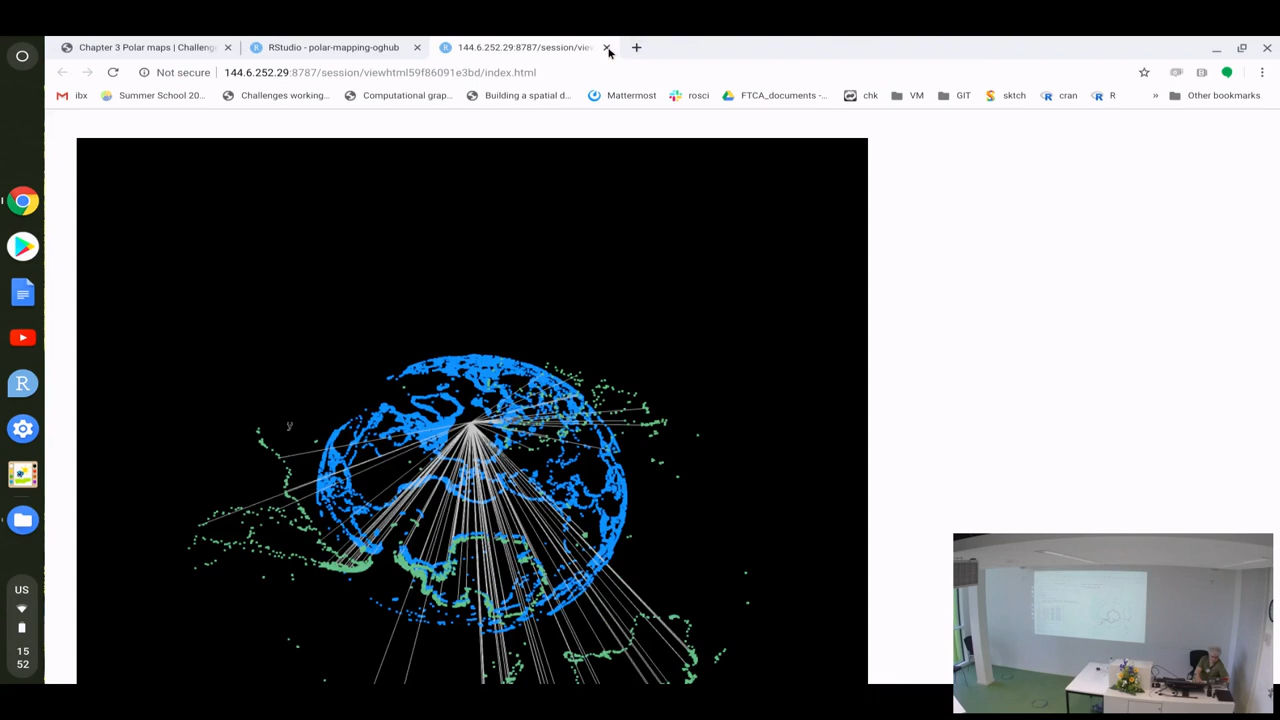 Chapter 3 Polar maps | Challeng
RStudio - polar-mapping-oghub
144.6.252.29:8787/session/view
Not secure
144.6.252.29:8787/session/viewhtml59f86091e3bd/index.html
ibx
Summer School 20...
Challenges working...
Computational grap...
Building a spatial d...
Mattermost
rosci
FTCA_documents -...
chk
VM
GIT
sktch
cran
R
»
Other bookmarks
y
R
US
15
52